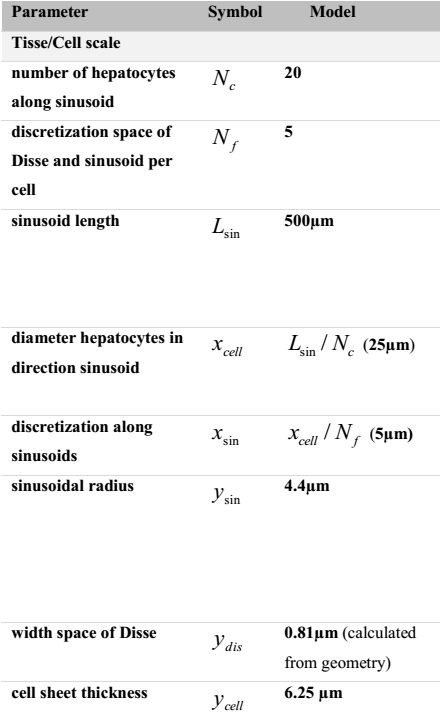 Parameter Symbol Model
Tisse/Cell scale
number of hepatocytes along sinusoid N_c 20
discretization space of Disse and sinusoid per cell N_f 5
sinusoid length L_sin 500µm
diameter hepatocytes in direction sinusoid x_cell L_sin / N_c (25µm)
discretization along sinusoids x_sin x_cell / N_f (5µm)
sinusoidal radius y_sin 4.4µm
width space of Disse y_dis 0.81µm (calculated from geometry)
cell sheet thickness y_cell 6.25 µm